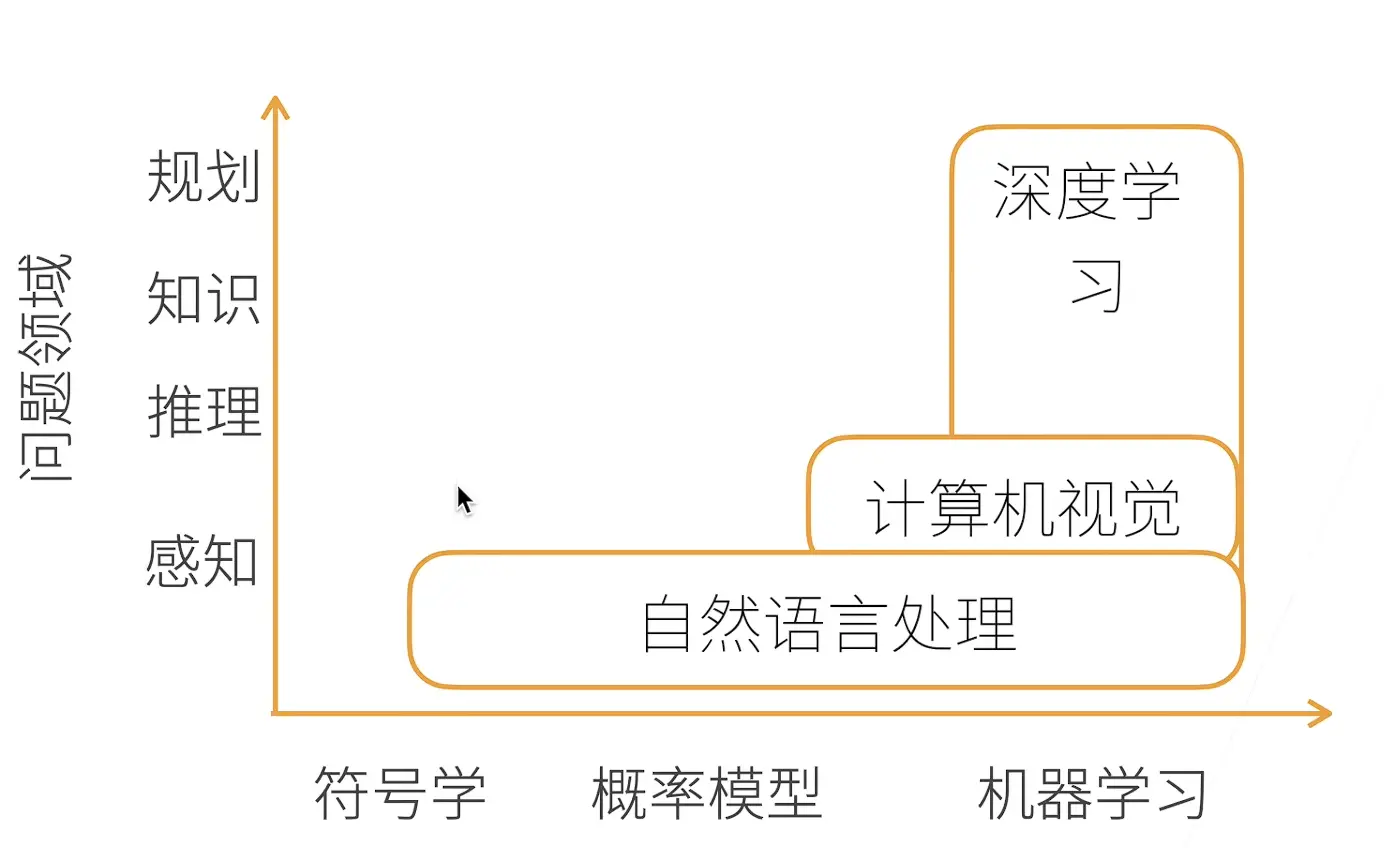 问题领域
规划
知识
推理
感知
深度学
习
计算机视觉
自然语言处理
符号学
概率模型
机器学习